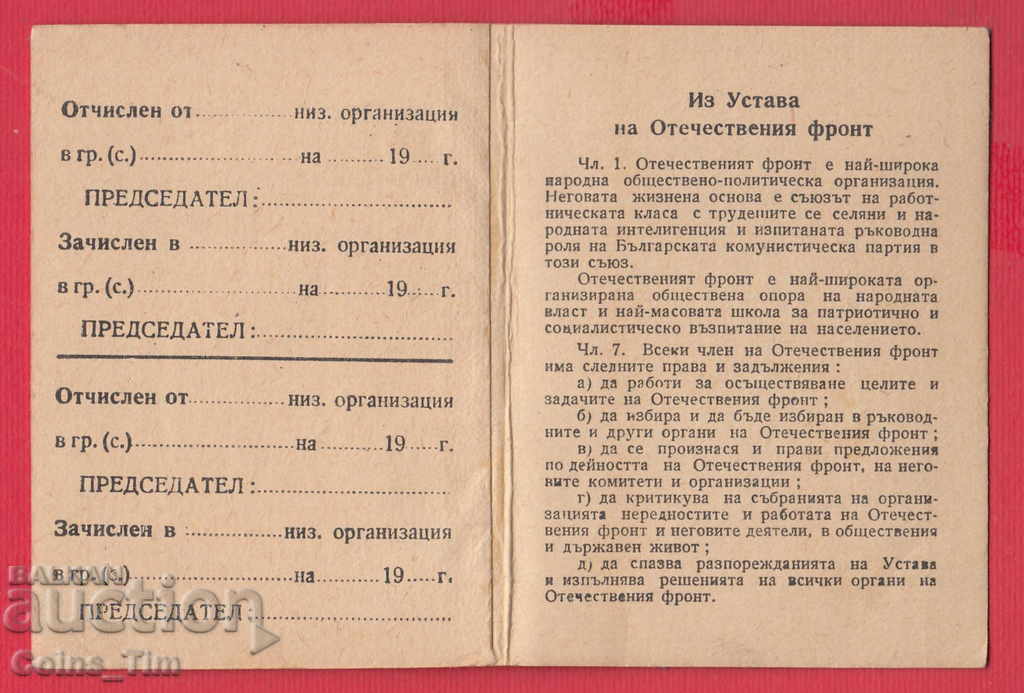 Отчислен от.............низ. организация
в гр. (с.)......................на..........19.....г.
ПРЕДСЕДАТЕЛ:..........................
Зачислен в .............низ. организация
в гр. (с.)......................на..........19.....г.
ПРЕДСЕДАТЕЛ:..........................
Отчислен от.............низ. организация
в гр. (с.)......................на..........19.....г.
ПРЕДСЕДАТЕЛ:..........................
Зачислен в .............низ. организация
в гр. (с.)......................на..........19.....г.
ПРЕДСЕДАТЕЛ:..........................
Из Устава
на Отечествения фронт
Чл. 1. Отечественият фронт е най-широка
народна обществено-политическа организация.
Неговата жизнена основа е съюзът на работ-
ническата класа с трудещите се селяни и на-
родната интелигенция и изпитаната ръководна
роля на Българската комунистическа партия в
този съюз.
Отечественият фронт е най-широката ор-
ганизирана обществена опора на народната
власт и най-масовата школа за патриотично и
социалистическо възпитание на населението.
Чл. 7. Всеки член на Отечествения фронт
има следните права и задължения :
а) да работи за осъществяване целите и
задачите на Отечествения фронт ;
б) да избира и да бъде избиран в ръковод-
ните и други органи на Отечествения фронт ;
в) да се произнася и прави предложения
по дейността на Отечествения фронт, на него-
вите комитети и организации ;
г) да критикува на събранията на органи-
зацията нередностите и работата на Отечест-
вения фронт и неговите деятели, в обществения
и държавен живот ;
д) да спазва разпорежданията на Устава
и изпълнява решенията на всички органи на
Отечествения фронт.
BALKAN
auction
Coins_Tim